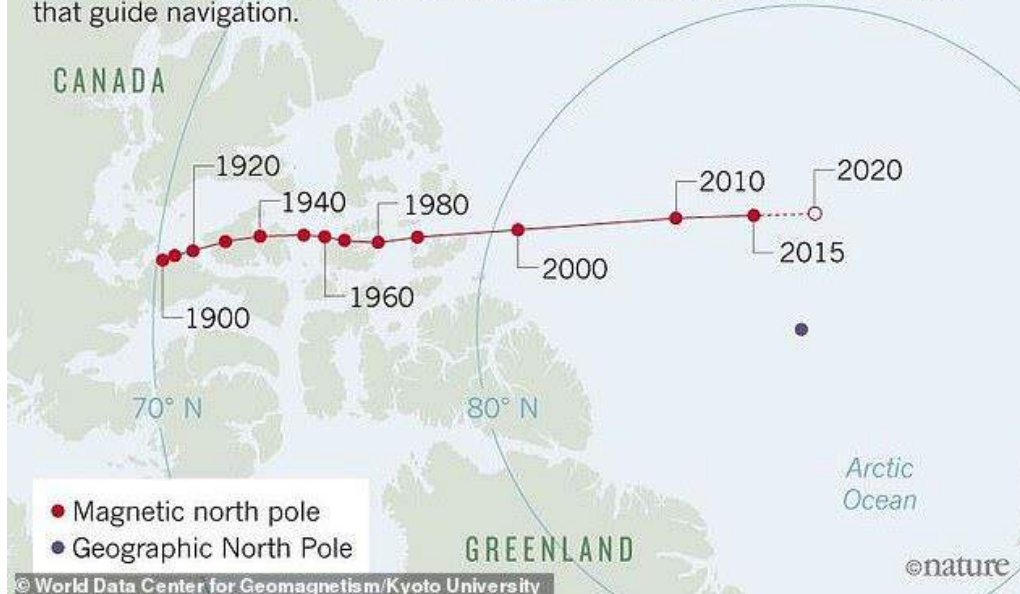 that guide navigation.
CANADA
1920
1940
1980
2010
2020
2015
2000
1960
1900
70° N
80° N
Arctic
Ocean
Magnetic north pole
Geographic North Pole
GREENLAND
©nature
© World Data Center for Geomagnetism/Kyoto University